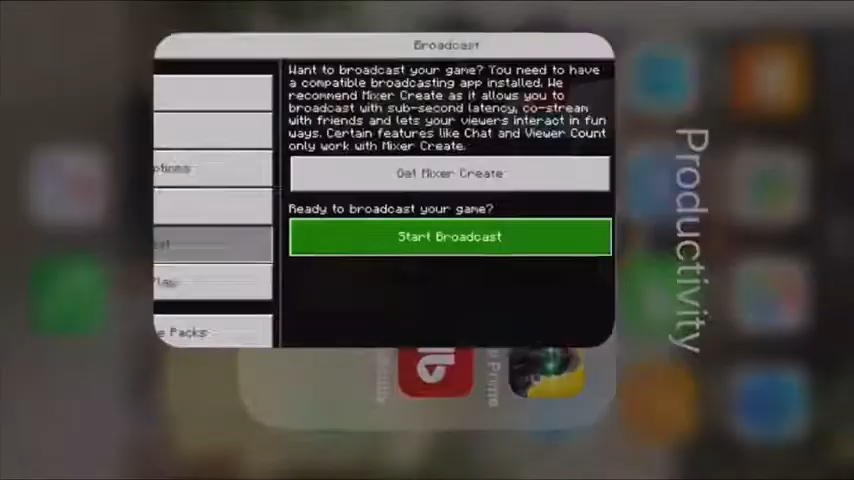 Broadcast
Want to broadcast your game? You need to have
a compatible broadcasting app installed. We
recommend Mixer Create as it allows you to
broadcast with sub-second latency, co-stream
with friends and lets your viewers interact in fun
ways. Certain features like Chat and Viewer Count
only work with Mixer Create.
Get Mixer Create
Ready to broadcast your game?
Start Broadcast
Packs
Productivity
Prime